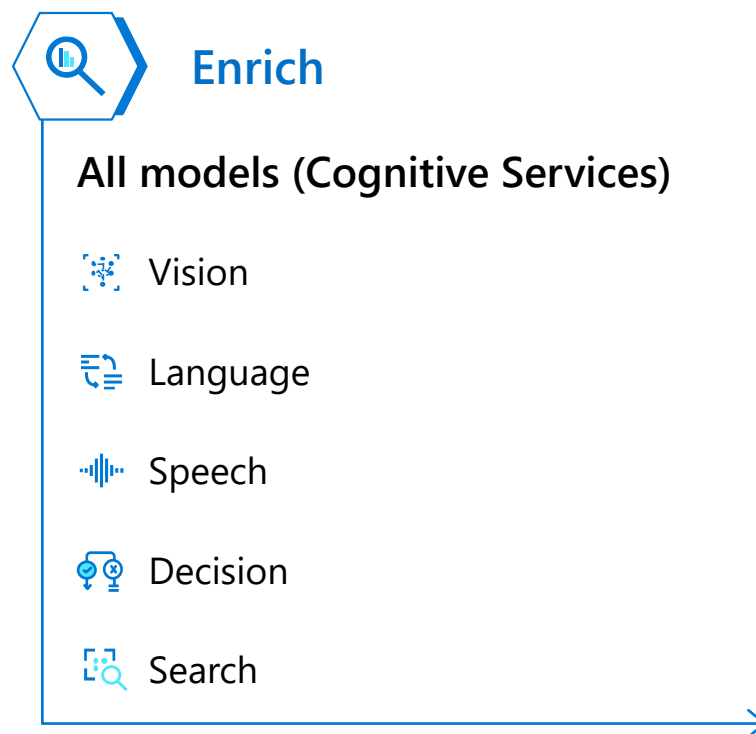 Enrich
All models (Cognitive Services)
Vision
Language
Speech
Decision
Search